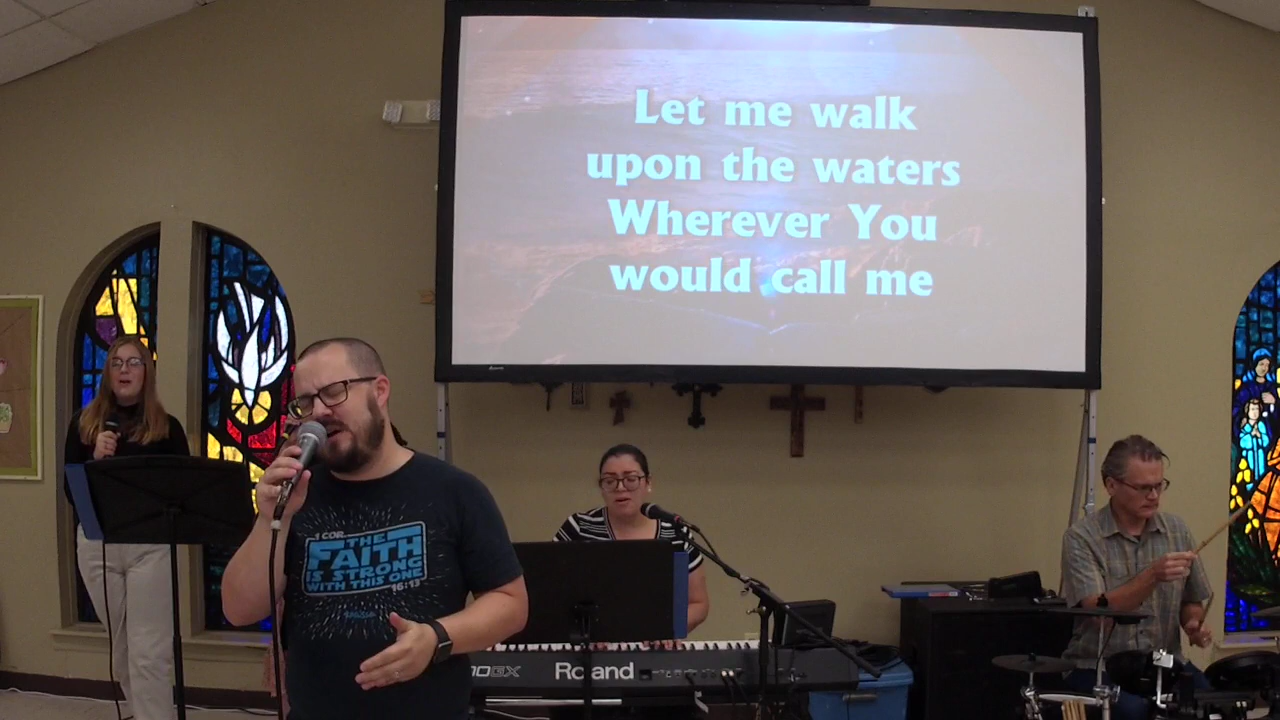 Let me walk
upon the waters
Wherever You
would call me
1 COR.
THE
FAITH
IS STRONG
WITH THIS ONE
16:13
Roland